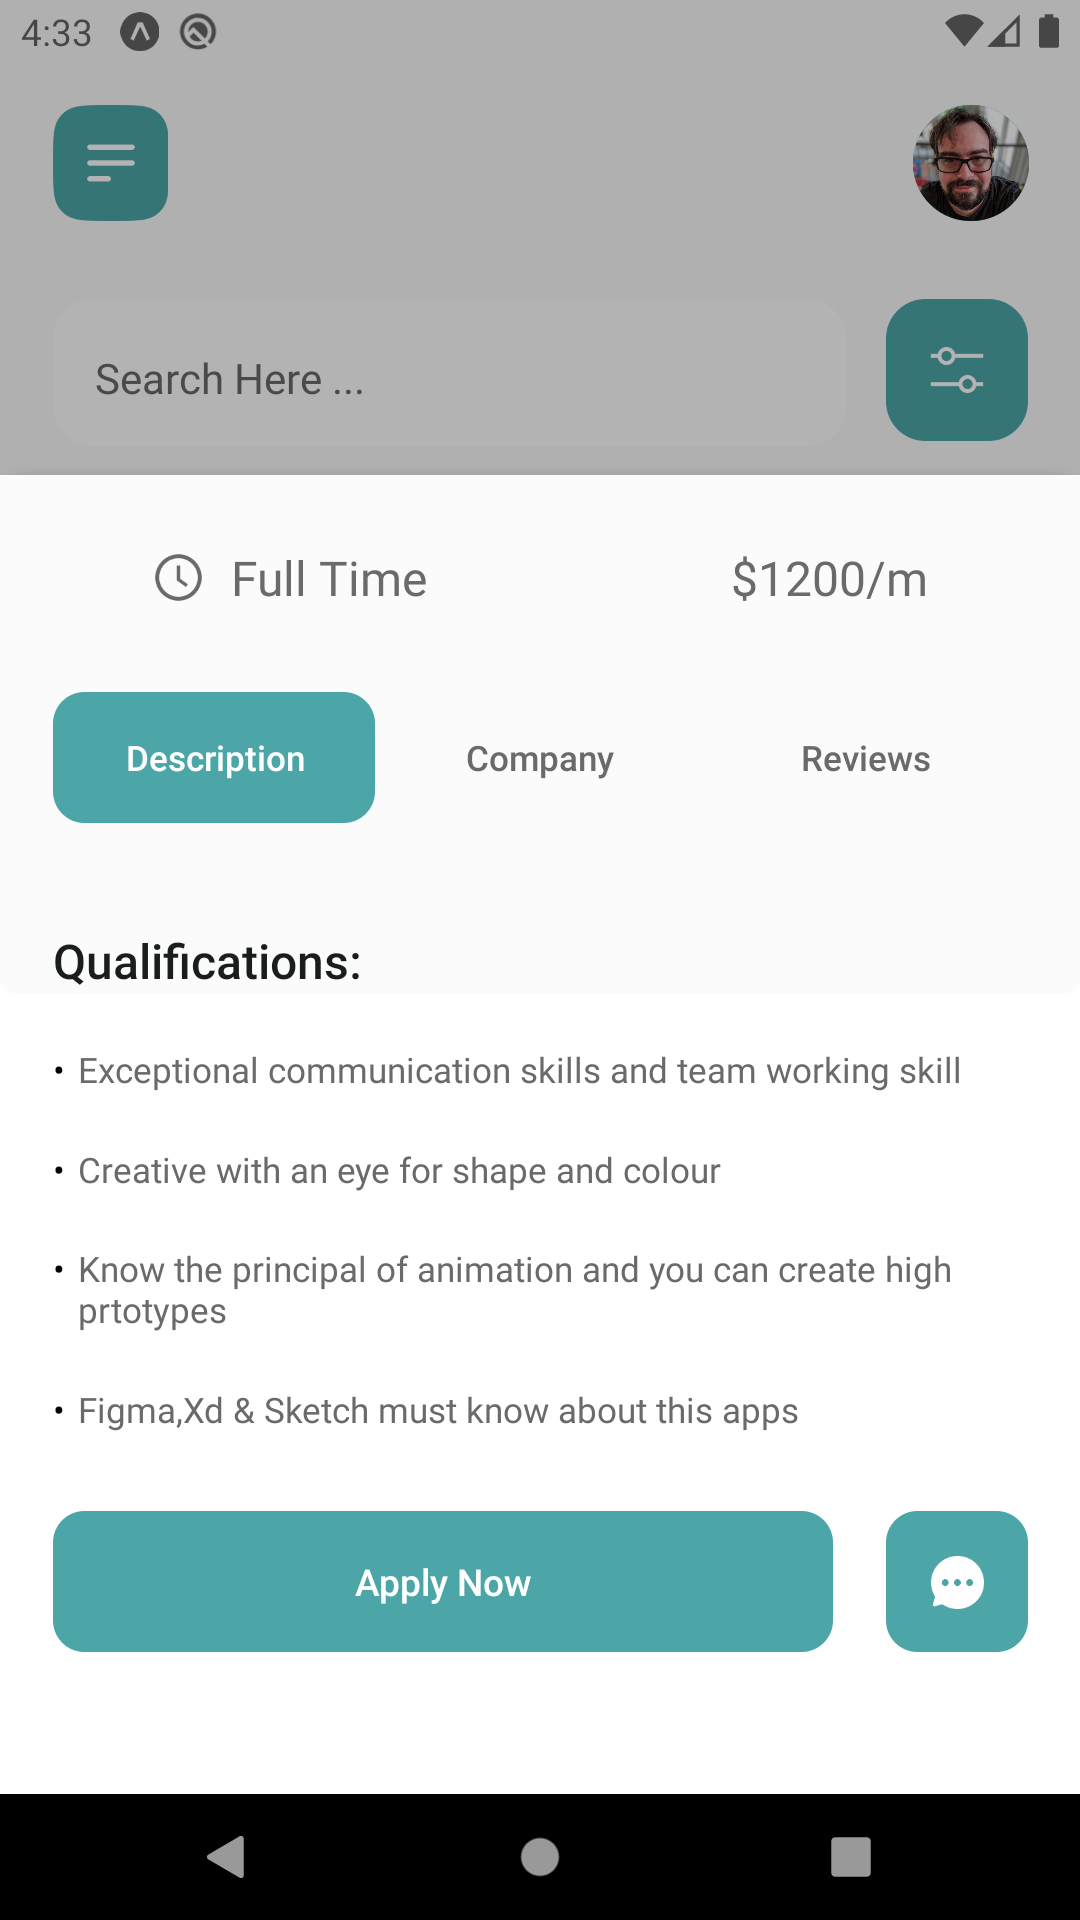 4:33
Search Here ...
Full Time
$1200/m
Description
Company
Reviews
Qualifications:
• Exceptional communication skills and team working skill
• Creative with an eye for shape and colour
• Know the principal of animation and you can create high
prtotypes
• Figma,Xd & Sketch must know about this apps
Apply Now